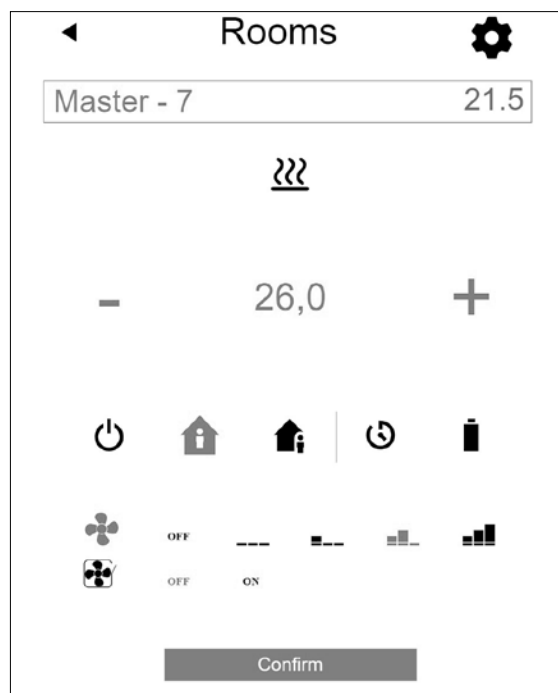 Rooms
Master - 7 21.5
- 26,0 +
OFF
OFF ON
Confirm